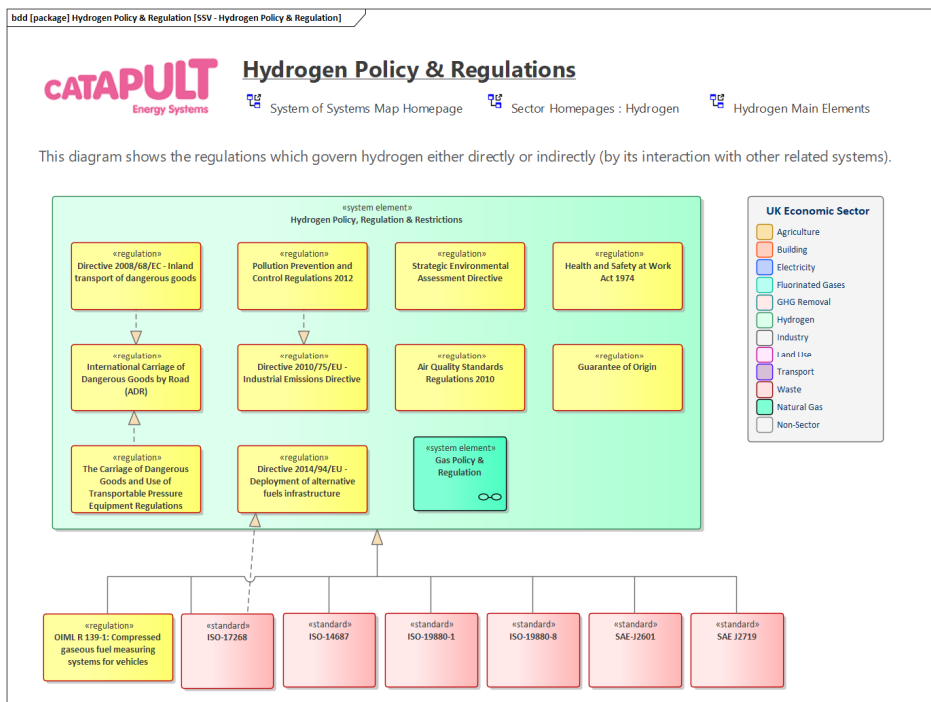 bdd [package] Hydrogen Policy & Regulation [SSV - Hydrogen Policy & Regulation]
CATAPULT
Energy Systems
Hydrogen Policy & Regulations
System of Systems Map Homepage
Sector Homepages : Hydrogen
Hydrogen Main Elements
This diagram shows the regulations which govern hydrogen either directly or indirectly (by its interaction with other related systems).
«system element»
Hydrogen Policy, Regulation & Restrictions
«regulation»
Directive 2008/68/EC - Inland
transport of dangerous goods
«regulation»
Pollution Prevention and
Control Regulations 2012
«regulation»
Strategic Environmental
Assessment Directive
«regulation»
Health and Safety at Work
Act 1974
«regulation»
International Carriage of
Dangerous Goods by Road
(ADR)
«regulation»
Directive 2010/75/EU -
Industrial Emissions Directive
«regulation»
Air Quality Standards
Regulations 2010
«regulation»
Guarantee of Origin
«regulation»
The Carriage of Dangerous
Goods and Use of
Transportable Pressure
Equipment Regulations
«regulation»
Directive 2014/94/EU -
Deployment of alternative
fuels infrastructure
«system element»
Gas Policy &
Regulation
UK Economic Sector
Agriculture
Building
Electricity
Fluorinated Gases
GHG Removal
Hydrogen
Industry
Land Use
Transport
Waste
Natural Gas
Non-Sector
«regulation»
OIML R 139-1: Compressed
gaseous fuel measuring
systems for vehicles
«standard»
ISO-17268
«standard»
ISO-14687
«standard»
ISO-19880-1
«standard»
ISO-19880-8
«standard»
SAE-J2601
«standard»
SAE J2719